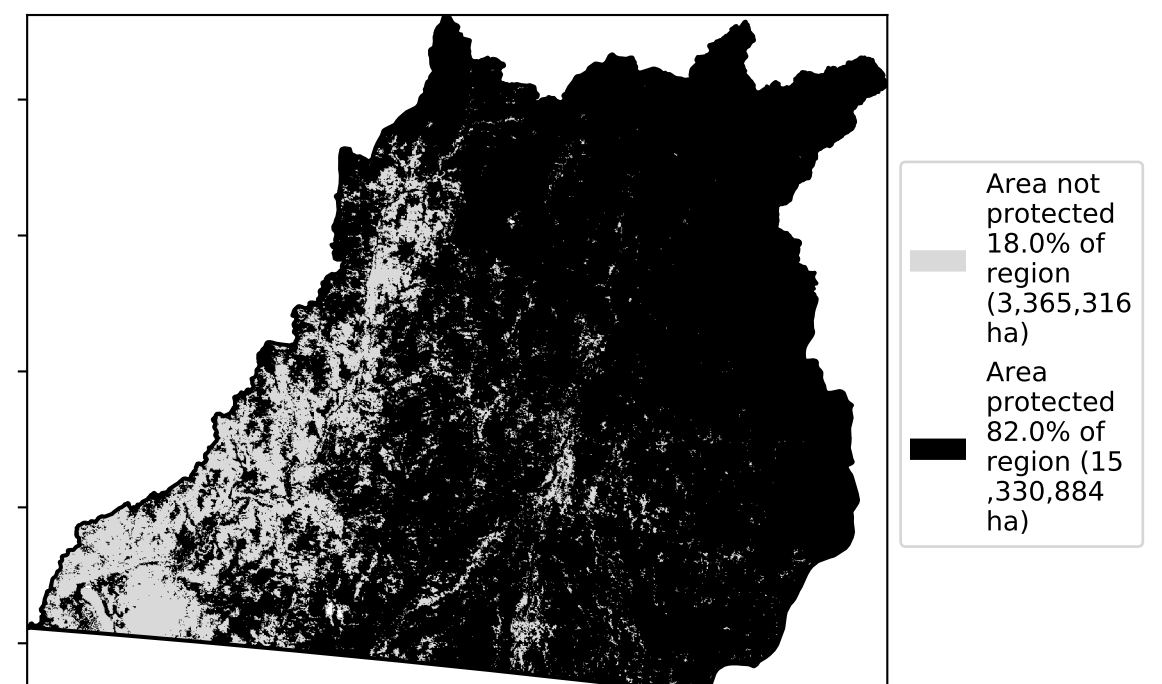 Area not
protected
18.0% of
region
(3,365,316
ha)
Area
protected
82.0% of
region (15
,330,884
ha)